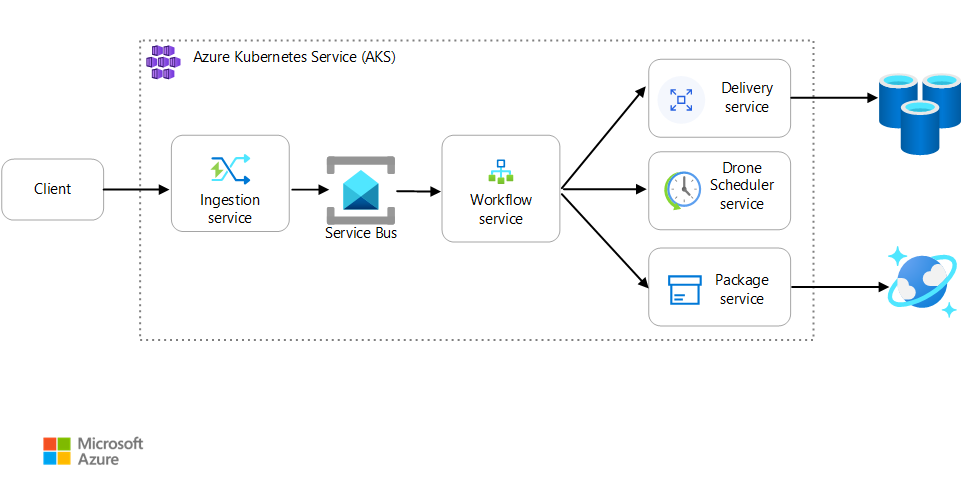 Azure Kubernetes Service (AKS)
Client
Ingestion
service
Service Bus
Workflow
service
Delivery
service
Drone
Scheduler
service
Package
service
Microsoft
Azure